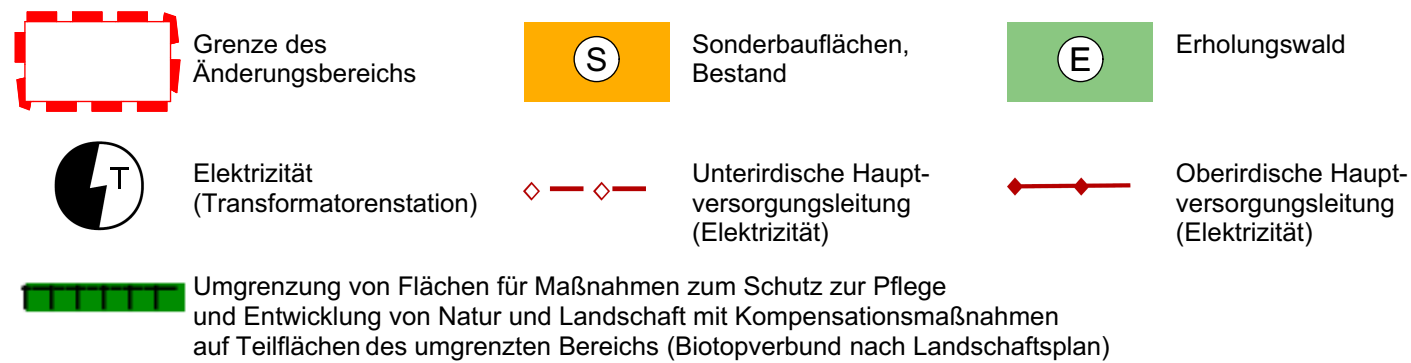 Grenze des
Änderungsbereichs
S
Sonderbauflächen,
Bestand
E
Erholungswald
T
Elektrizität
(Transformatorenstation)
Unterirdische Haupt-
versorgungsleitung
(Elektrizität)
Oberirdische Haupt-
versorgungsleitung
(Elektrizität)
Umgrenzung von Flächen für Maßnahmen zum Schutz zur Pflege
und Entwicklung von Natur und Landschaft mit Kompensationsmaßnahmen
auf Teilflächen des umgrenzten Bereichs (Biotopverbund nach Landschaftsplan)